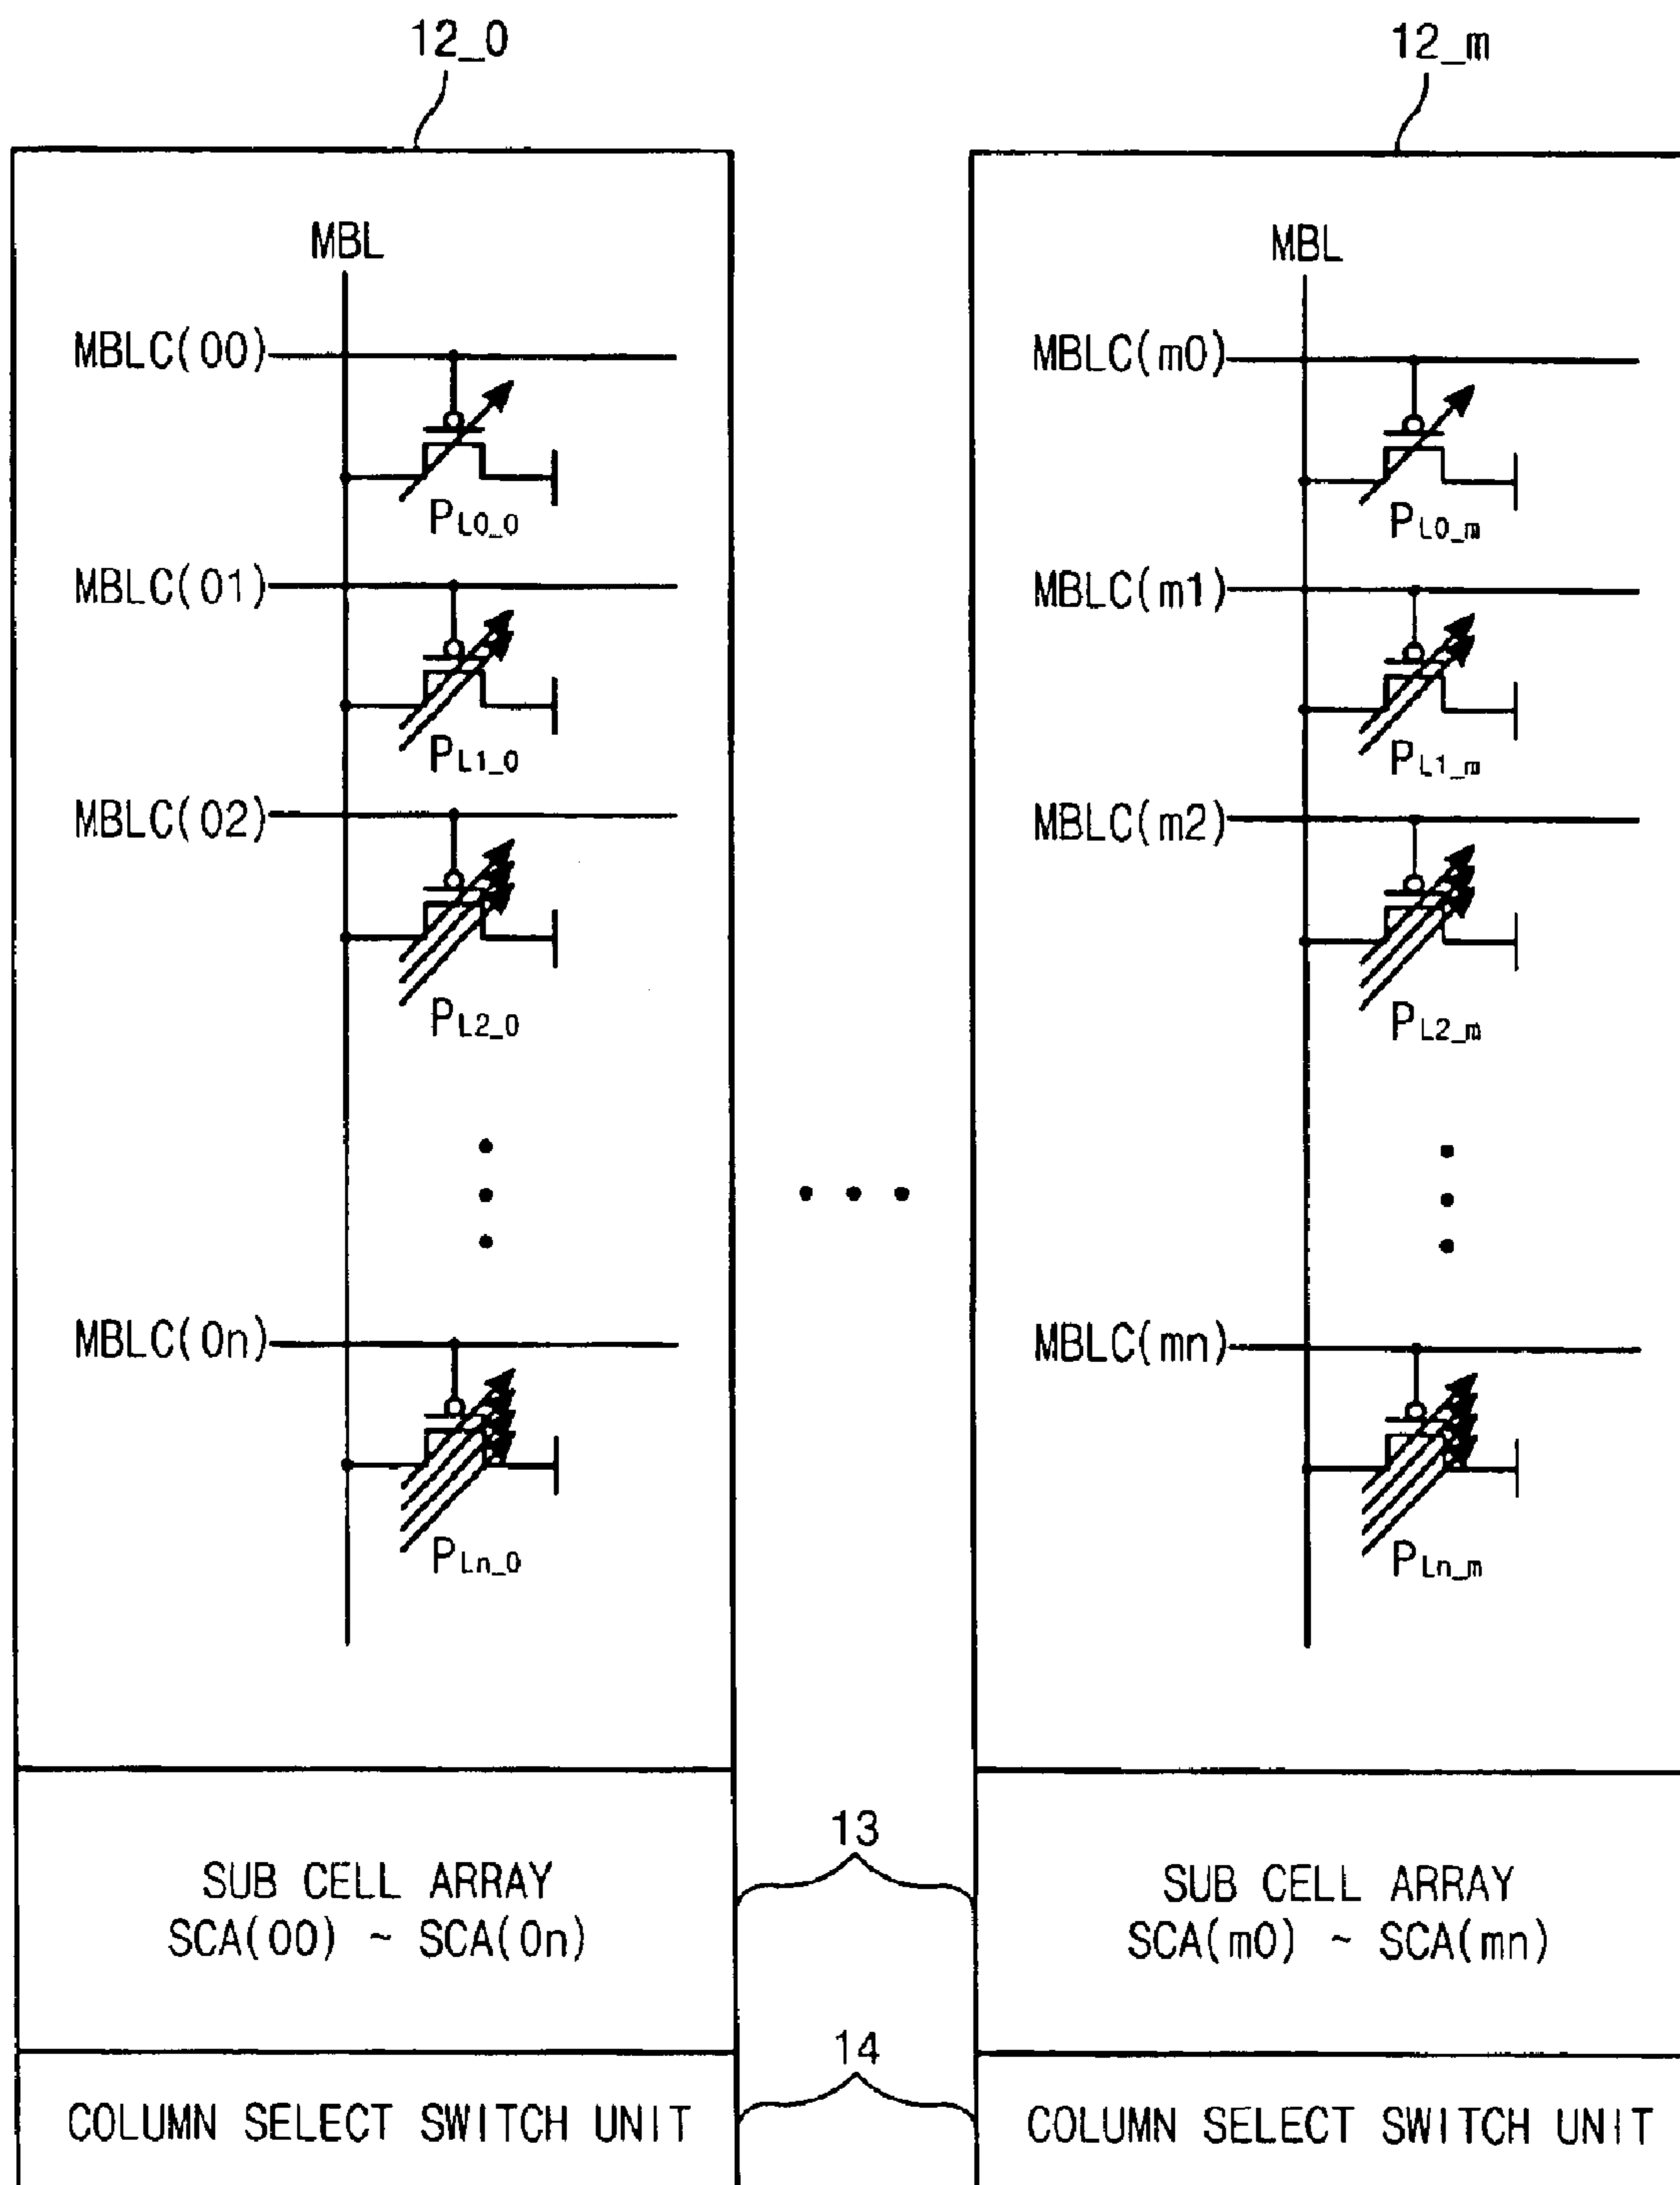 12_0
12_m
MBL
MBLC(00)
PL0_0
MBLC(01)
PL1_0
MBLC(02)
PL2_0
MBLC(0n)
PLn_0
MBL
MBLC(m0)
PL0_m
MBLC(m1)
PL1_m
MBLC(m2)
PL2_m
MBLC(mn)
PLn_m
SUB CELL ARRAY
SCA(00) ~ SCA(0n)
13
SUB CELL ARRAY
SCA(m0) ~ SCA(mn)
COLUMN SELECT SWITCH UNIT
14
COLUMN SELECT SWITCH UNIT